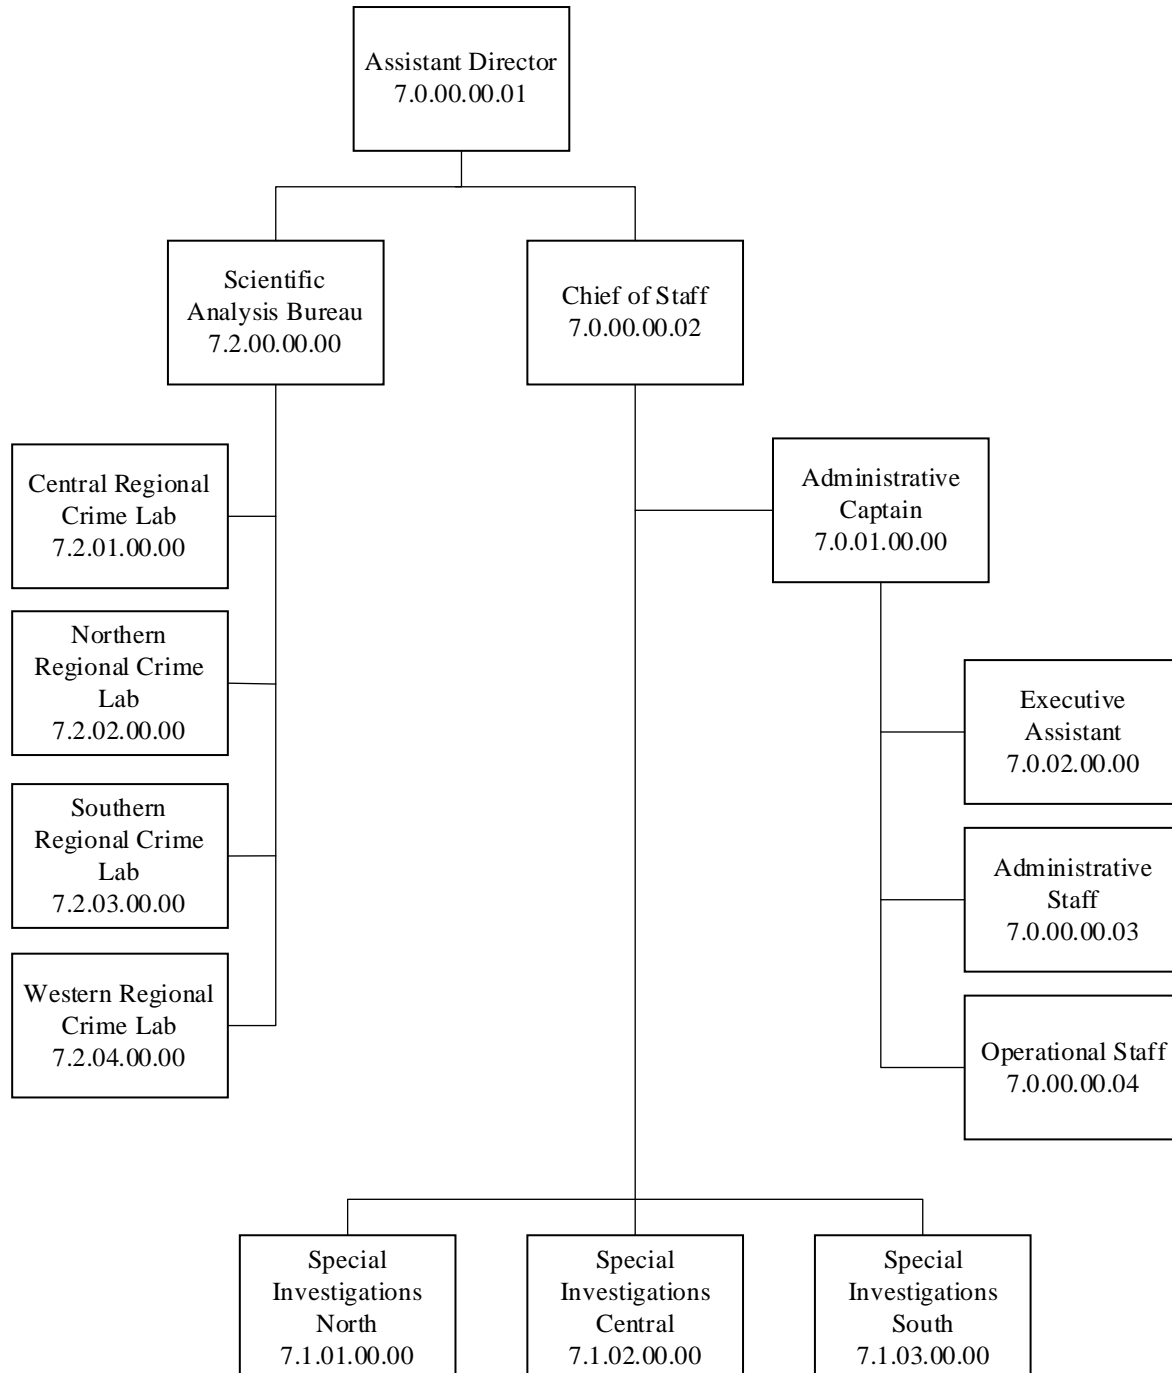 Assistant Director
7.0.00.00.01
Scientific
Analysis Bureau
7.2.00.00.00
Chief of Staff
7.0.00.00.02
Central Regional
Crime Lab
7.2.01.00.00
Administrative
Captain
7.0.01.00.00
Northern
Regional Crime
Lab
7.2.02.00.00
Executive
Assistant
7.0.02.00.00
Southern
Regional Crime
Lab
7.2.03.00.00
Administrative
Staff
7.0.00.00.03
Western Regional
Crime Lab
7.2.04.00.00
Operational Staff
7.0.00.00.04
Special
Investigations
North
7.1.01.00.00
Special
Investigations
Central
7.1.02.00.00
Special
Investigations
South
7.1.03.00.00